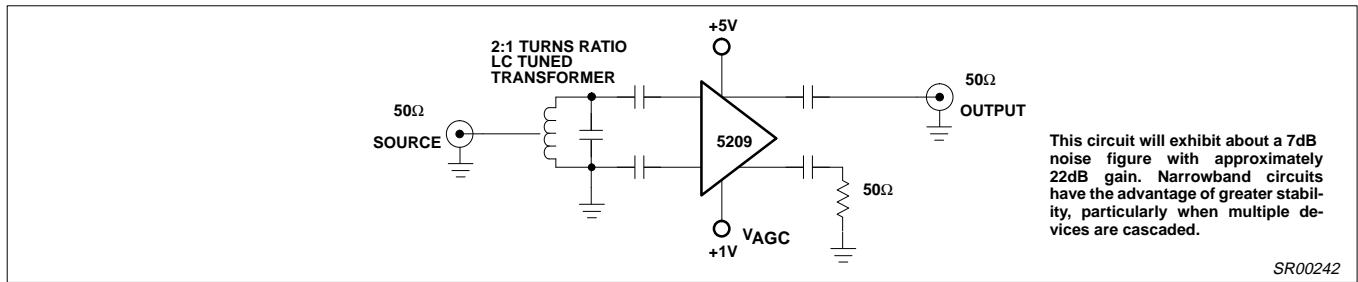 +5V
2:1 TURNS RATIO
LC TUNED
TRANSFORMER
50Ω
SOURCE
5209
50Ω
OUTPUT
50Ω
VAGC
+1V
This circuit will exhibit about a 7dB
noise figure with approximately
22dB gain. Narrowband circuits
have the advantage of greater stabil-
ity, particularly when multiple de-
vices are cascaded.
SR00242